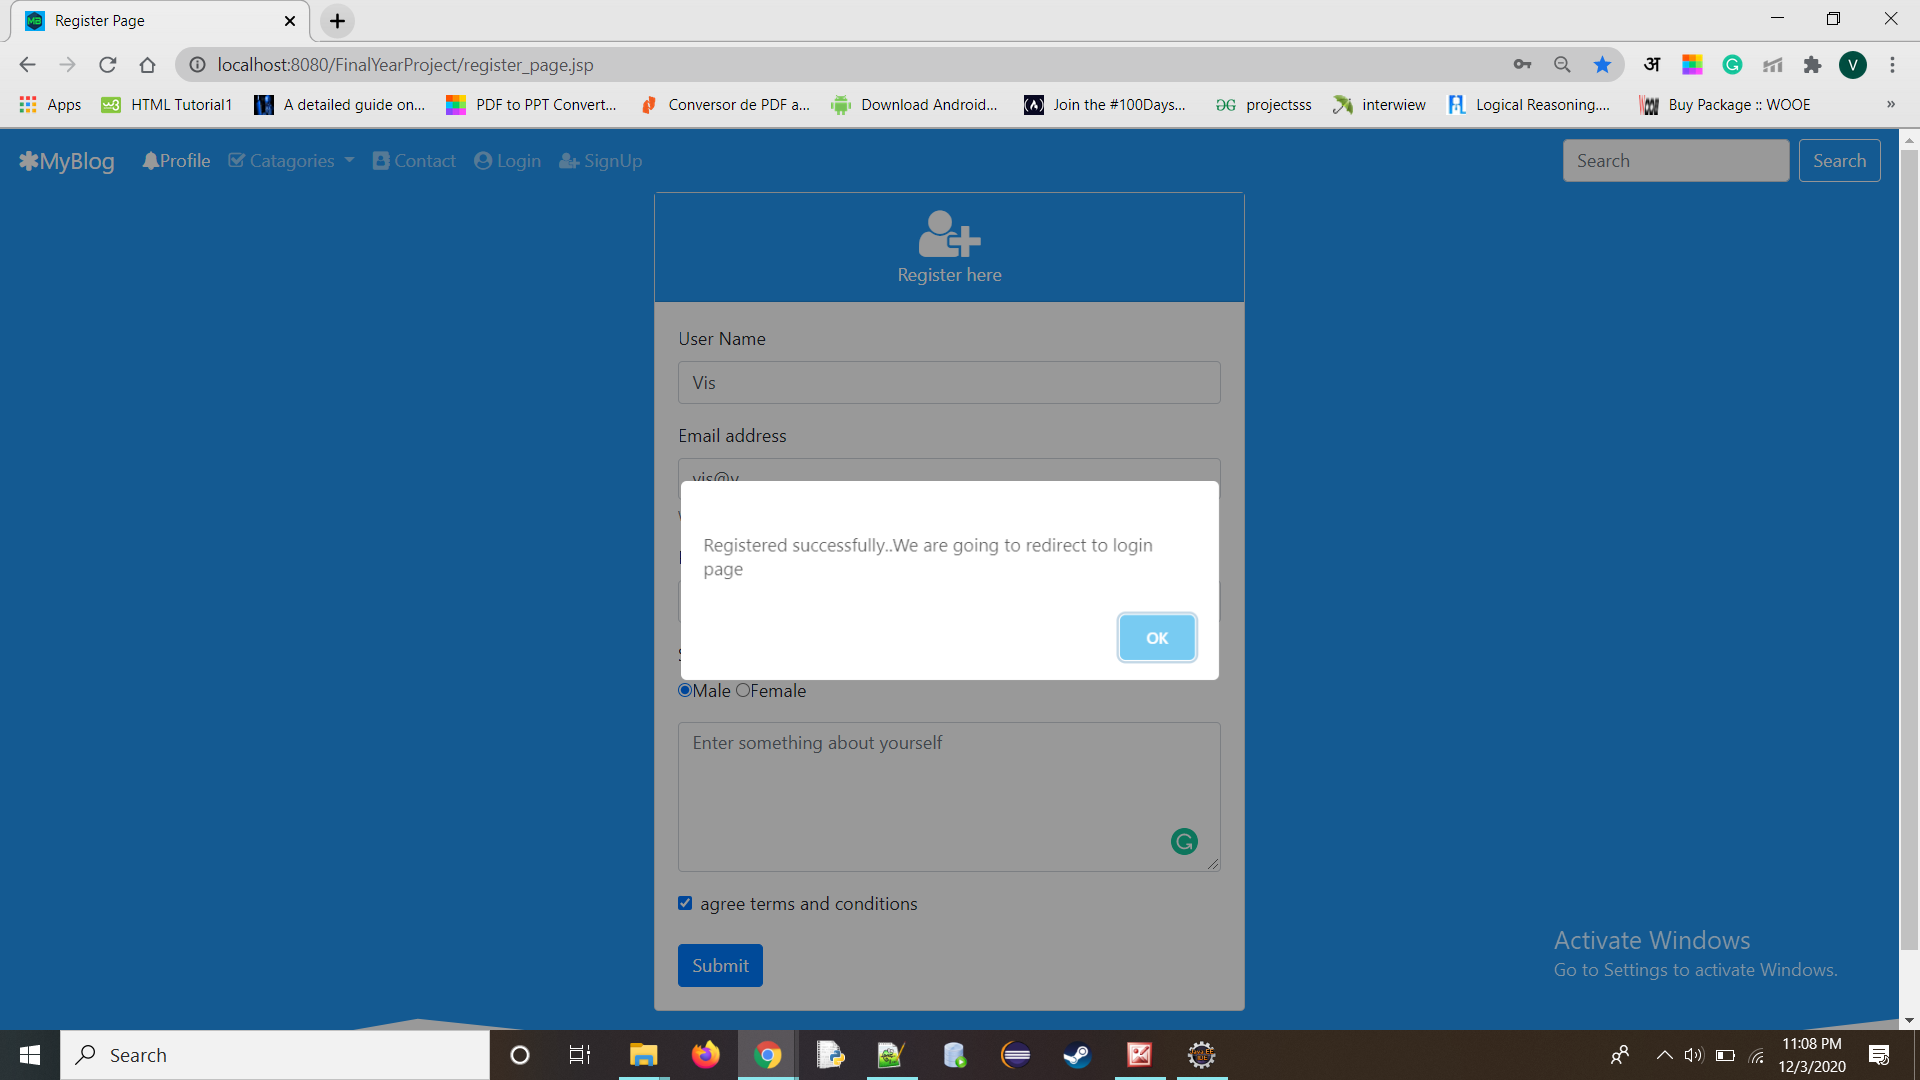 Register Page
localhost:8080/FinalYearProject/register_page.jsp
अ
V
Apps
HTML Tutorial1
A detailed guide on...
PDF to PPT Convert...
Conversor de PDF a...
Download Android...
Join the #100Days...
projectsss
interwiew
Logical Reasoning....
Buy Package :: WOOE
»
MyBlog
Profile
Catagories
Contact
Login
SignUp
Search
Search
Register here
User Name
Vis
Email address
vis@v
Registered successfully..We are going to redirect to login
page
OK
Male Female
Enter something about yourself
agree terms and conditions
Submit
Activate Windows
Go to Settings to activate Windows.
Search
11:08 PM
12/3/2020